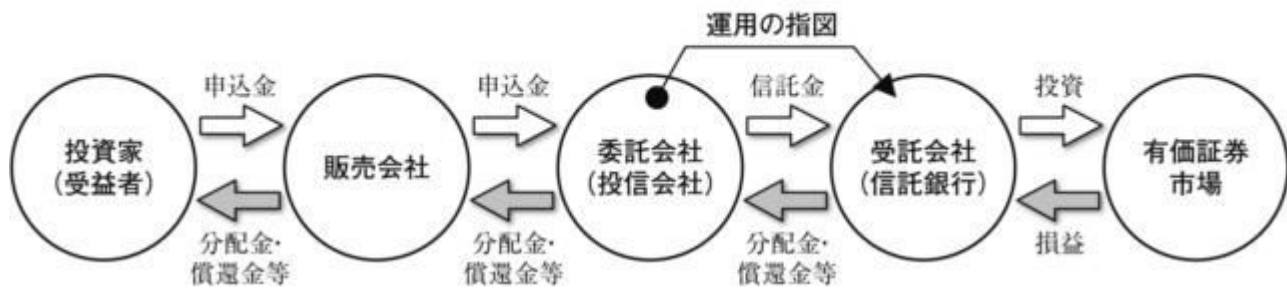 運用の指図
申込金
申込金
信託金
投資
投資家
(受益者)
販売会社
委託会社
(投信会社)
受託会社
(信託銀行)
有価証券
市場
分配金・
償還金等
分配金・
償還金等
分配金・
償還金等
損益